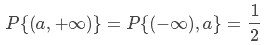 P{(a, +∞)} = P{(−∞), a} = 1/2